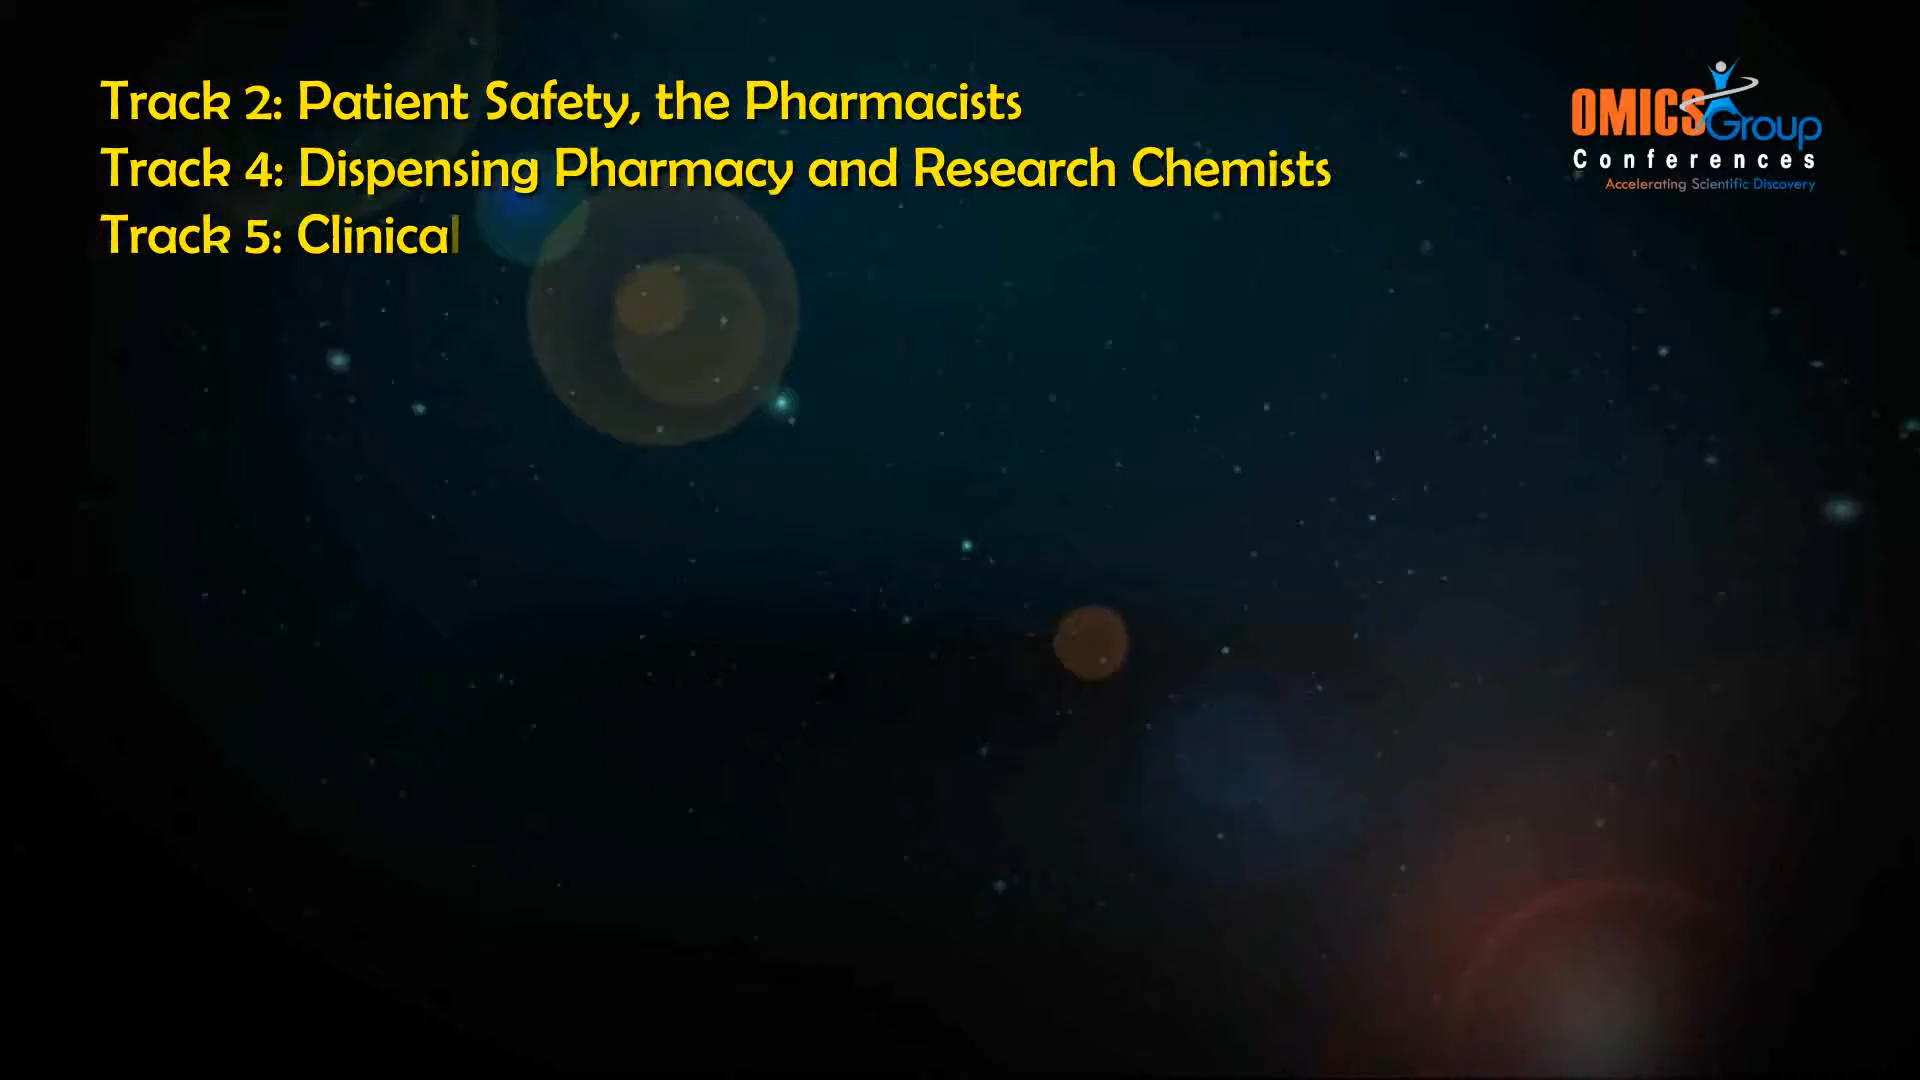 Track 2: Patient Safety, the Pharmacists
Track 4: Dispensing Pharmacy and Research Chemists
Track 5: Clinical
OMICS Group
Conferences
Accelerating Scientific Discovery